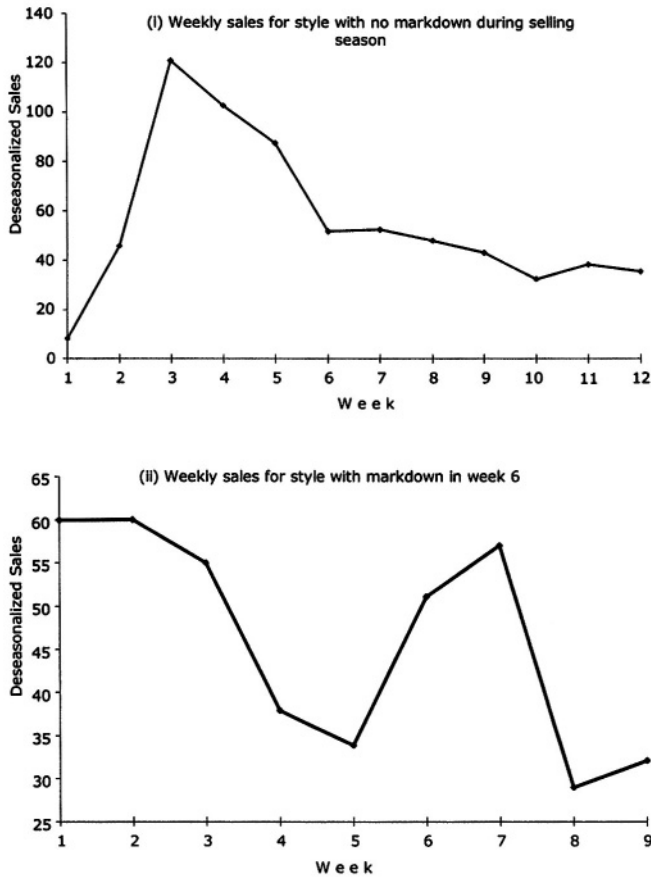 (i) Weekly sales for style with no markdown during selling
season
Deseasonalized Sales
140
120
100
80
60
40
20
0
1 2 3 4 5 6 7 8 9 10 11 12
Week
(ii) Weekly sales for style with markdown in week 6
Deseasonalized Sales
65
60
55
50
45
40
35
30
25
1 2 3 4 5 6 7 8 9
Week